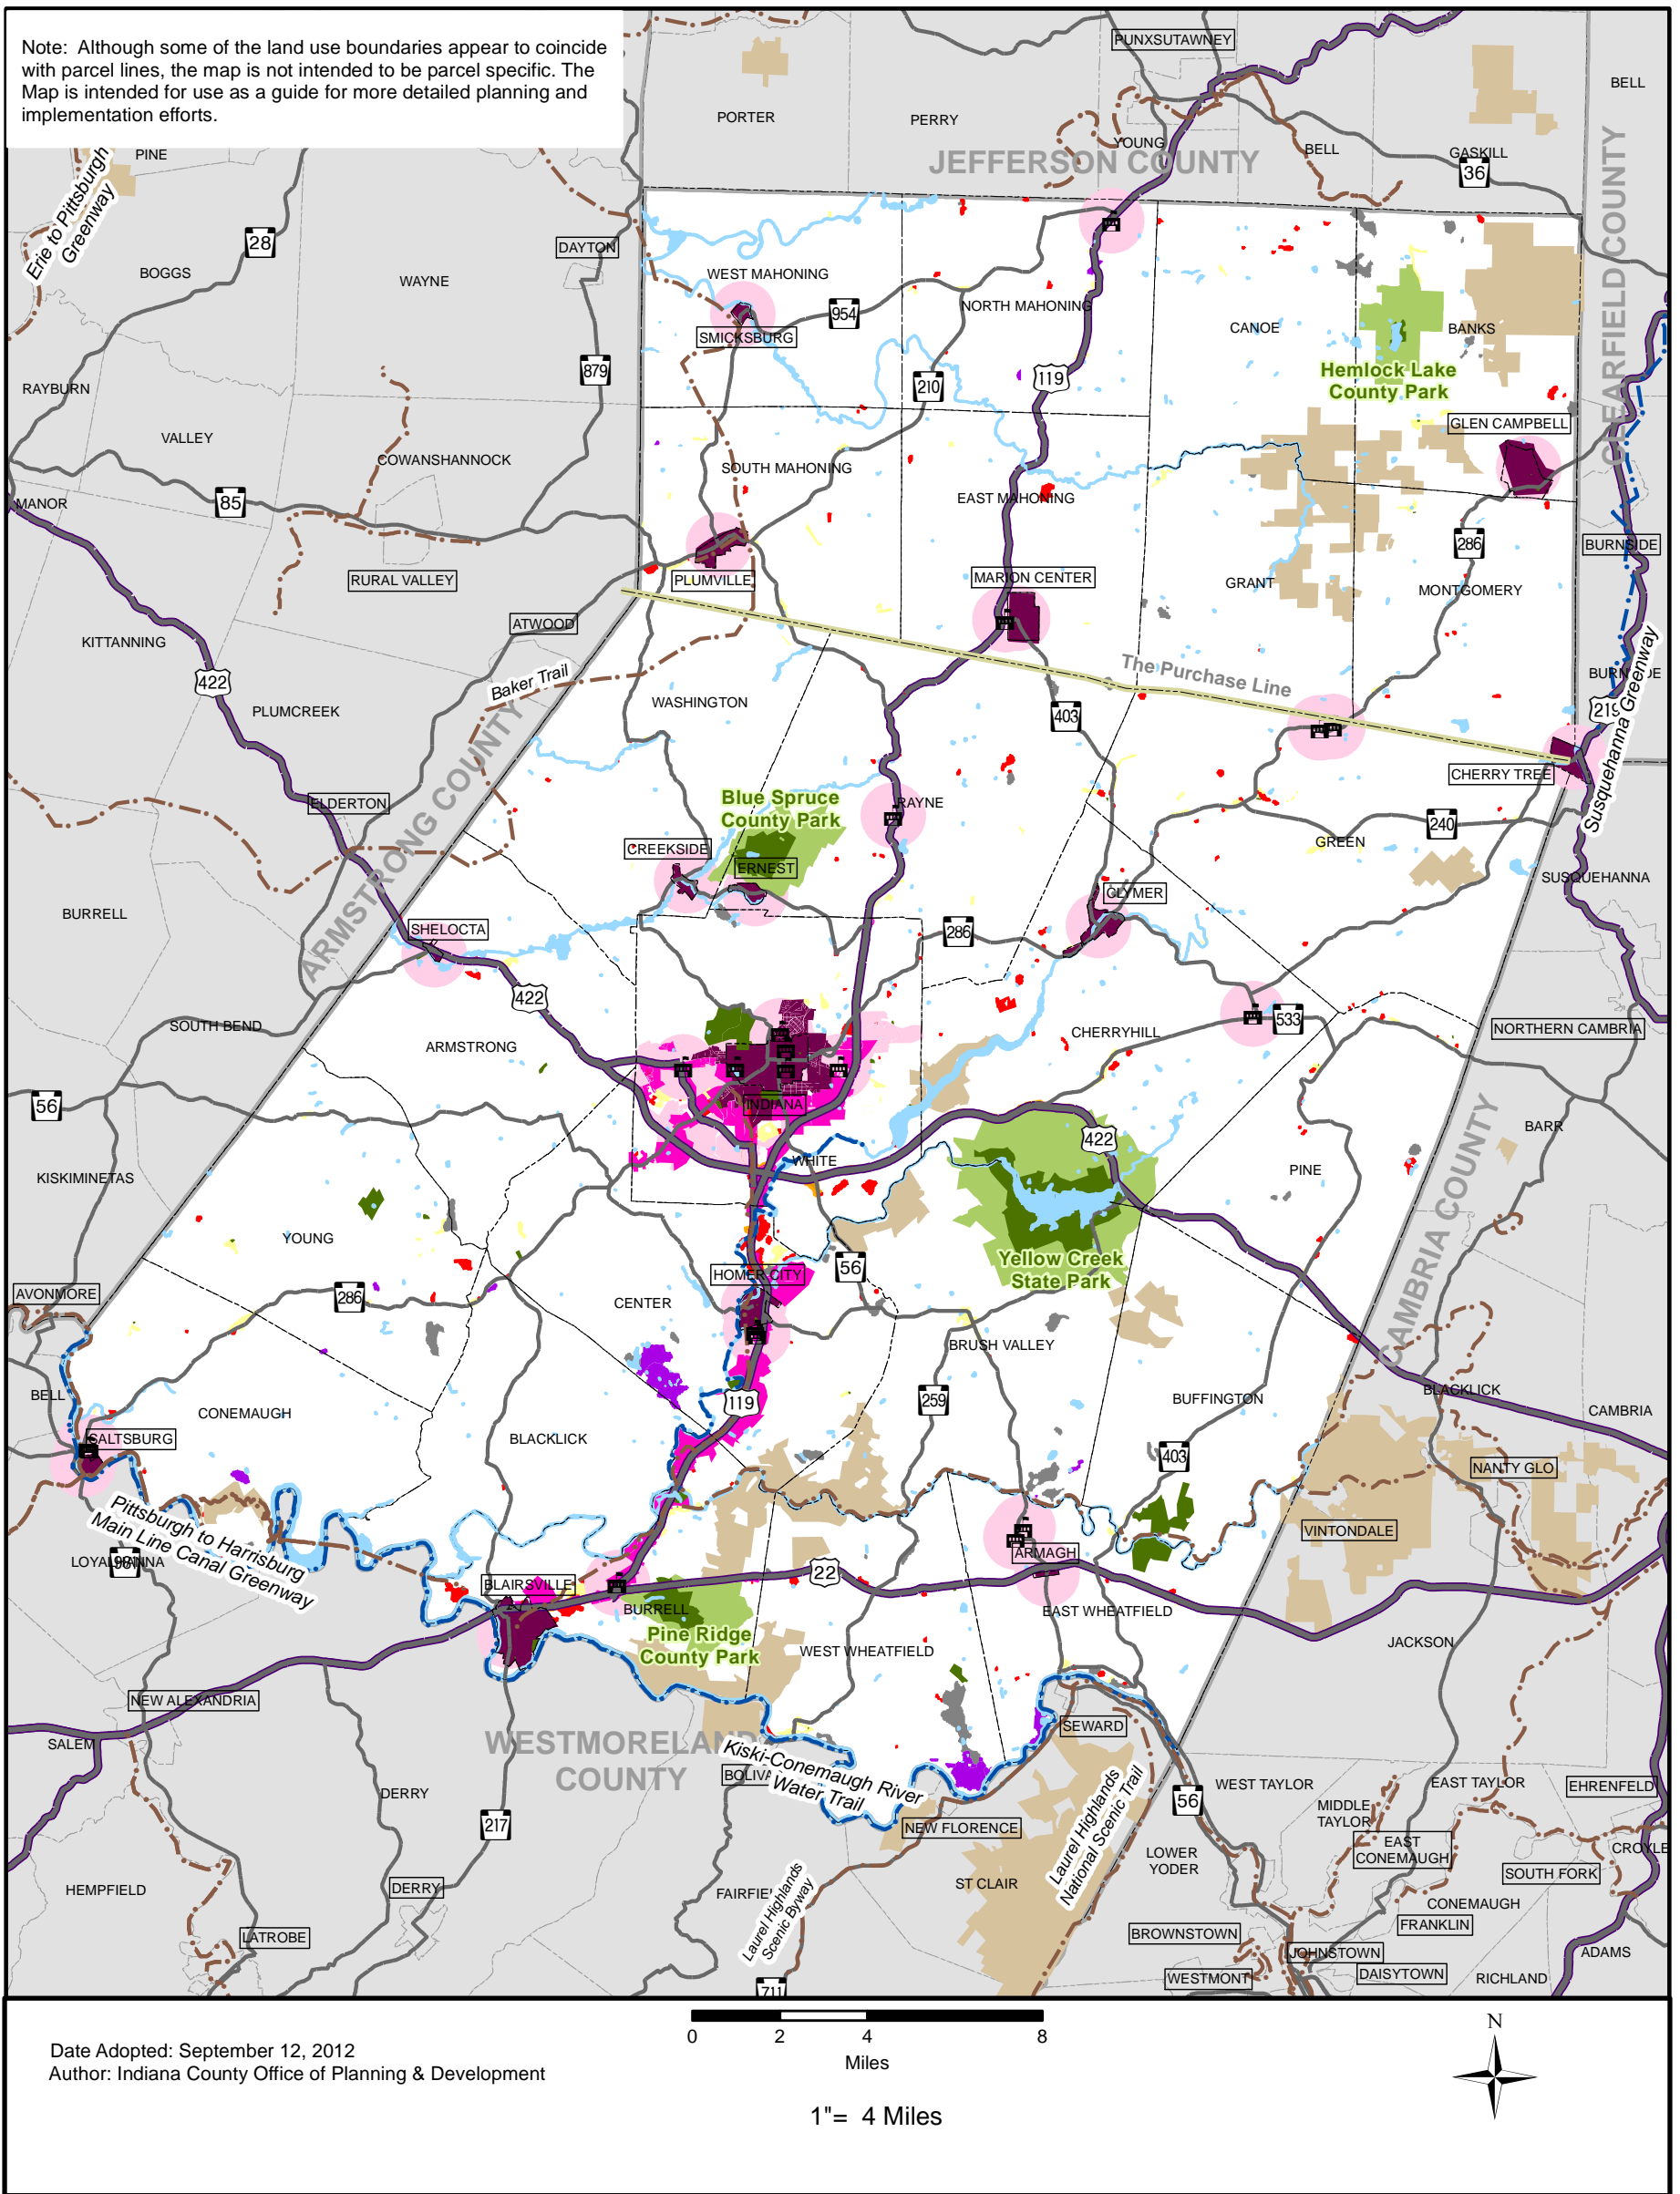 Note: Although some of the land use boundaries appear to coincide
with parcel lines, the map is not intended to be parcel specific. The
Map is intended for use as a guide for more detailed planning and
implementation efforts.
PUNXSUTAWNEY
BELL
PORTER
PERRY
YOUNG
BELL
GASKILL
36
PINE
JEFFERSON COUNTY
Erie to Pittsburgh
Greenway
28
DAYTON
BOGGS
WAYNE
WEST MAHONING
NORTH MAHONING
954
SMICKSBURG
CANOE
BANKS
CLEARFIELD COUNTY
879
210
119
Hemlock Lake
County Park
RAYBURN
GLEN CAMPBELL
VALLEY
COWANSHANNOCK
SOUTH MAHONING
EAST MAHONING
MANOR
85
286
BURNSIDE
RURAL VALLEY
PLUMVILLE
MARION CENTER
GRANT
MONTGOMERY
ATWOOD
KITTANNING
422
Baker Trail
The Purchase Line
WASHINGTON
PLUMCREEK
403
219
Susquehanna Greenway
CHERRY TREE
ARMSTRONG COUNTY
ELDERTON
Blue Spruce
County Park
RAYNE
240
GREEN
CREEKSIDE
ERNEST
SUSQUEHANNA
CLYMER
BURRELL
SHELOCTA
286
422
533
SOUTH BEND
CHERRYHILL
NORTHERN CAMBRIA
ARMSTRONG
56
INDIANA
422
BARR
WHITE
KISKIMINETAS
PINE
YOUNG
Yellow Creek
State Park
CAMBRIA COUNTY
56
HOMER CITY
AVONMORE
286
CENTER
BRUSH VALLEY
BELL
BLACKLICK
BUFFINGTON
259
119
CAMBRIA
CONEMAUGH
SALTSBURG
BLACKLICK
403
NANTY GLO
Pittsburgh to Harrisburg
Main Line Canal Greenway
VINTONDALE
981
ARMAGH
22
BLAIRSVILLE
BURRELL
EAST WHEATFIELD
Pine Ridge
County Park
WEST WHEATFIELD
JACKSON
NEW ALEXANDRIA
SEWARD
SALEM
WESTMORELAND
COUNTY
Kiski-Conemaugh River
Water Trail
DERRY
WEST TAYLOR
EAST TAYLOR
EHRENFELD
56
MIDDLE
TAYLOR
217
NEW FLORENCE
Laurel Highlands
National Scenic Trail
EAST
CONEMAUGH
CROYLE
LOWER
YODER
SOUTH FORK
HEMPFIELD
DERRY
ST CLAIR
Laurel Highlands
Scenic Byway
CONEMAUGH
FRANKLIN
LATROBE
BROWNSTOWN
JOHNSTOWN
ADAMS
DAISYTOWN
WESTMONT
RICHLAND
711
0 2 4 8
Miles
N
Date Adopted: September 12, 2012
Author: Indiana County Office of Planning & Development
1"= 4 Miles